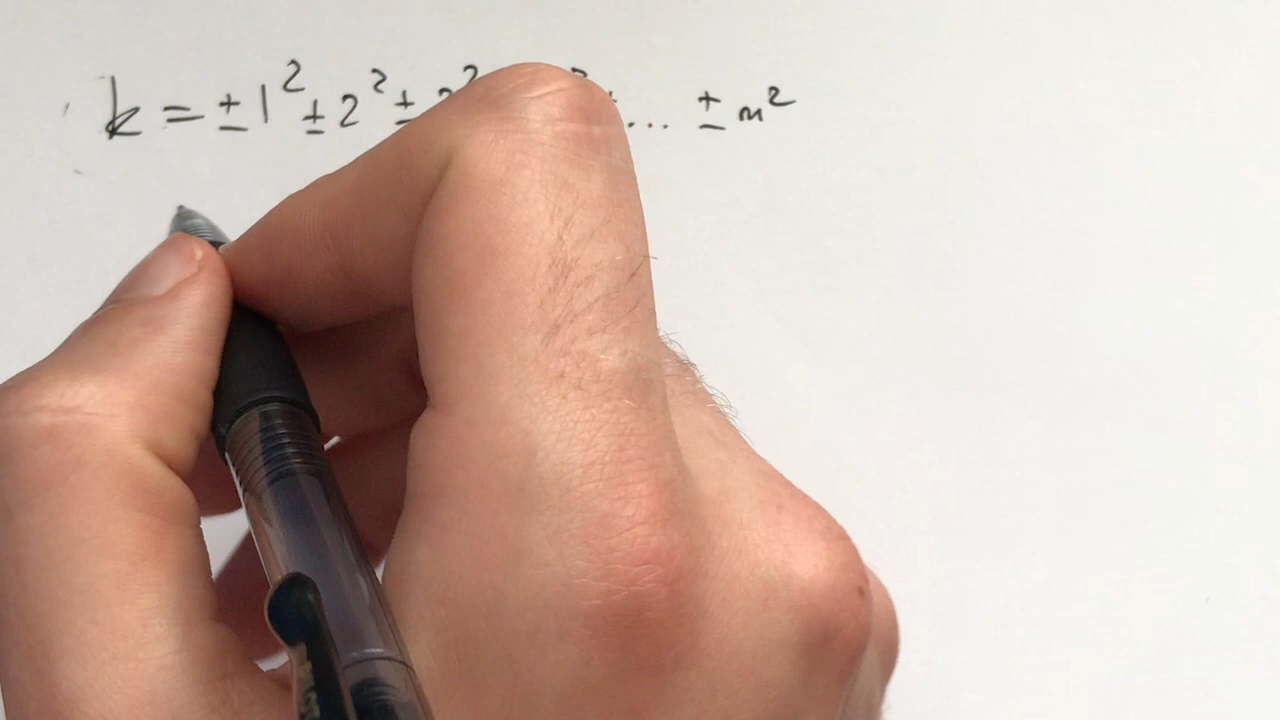 k = ± 1² ± 2² ± ... ± m²